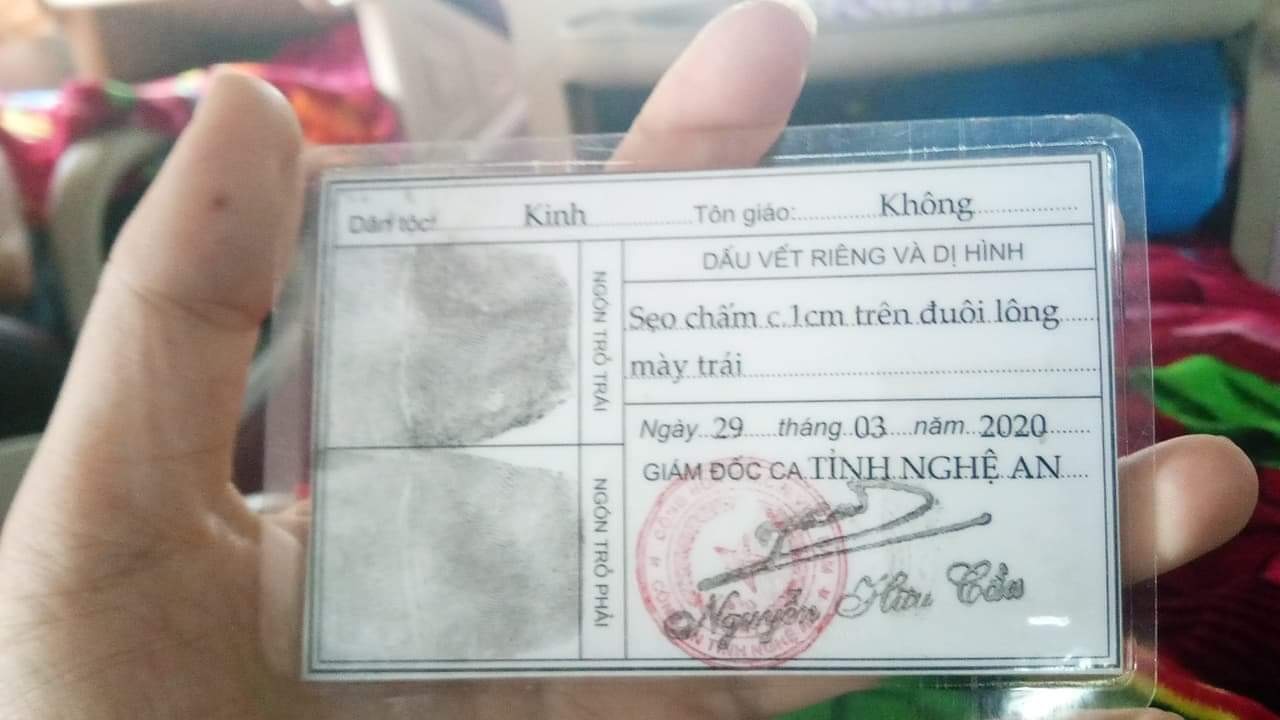 Dân tộc: Kinh Tôn giáo: Không
DẤU VẾT RIÊNG VÀ DỊ HÌNH
Sẹo chấm c.1cm trên đuôi lông
mày trái
NGÓN TRỎ TRÁI
Ngày 29 tháng 03 năm 2020
GIÁM ĐỐC CA TỈNH NGHỆ AN
NGÓN TRỎ PHẢI
Nguyễn Hữu Cầu